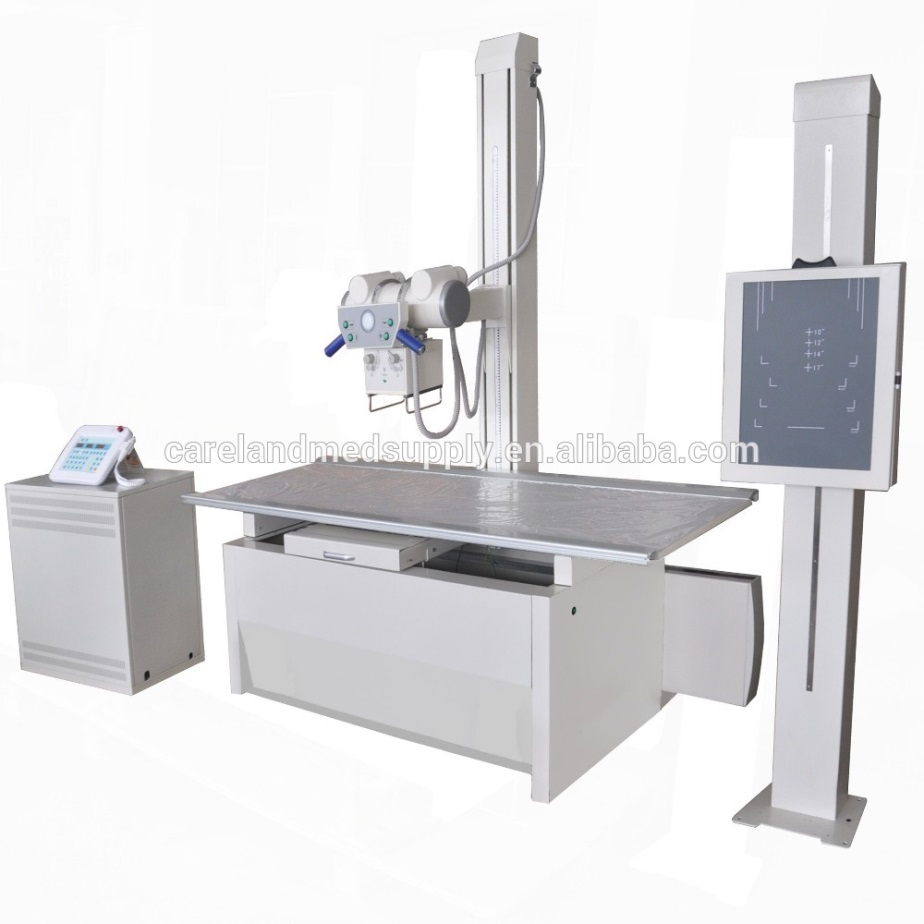 + 10"
+ 12"
+ 14"
+ 17"
carelandmedsupply.en.alibaba.com